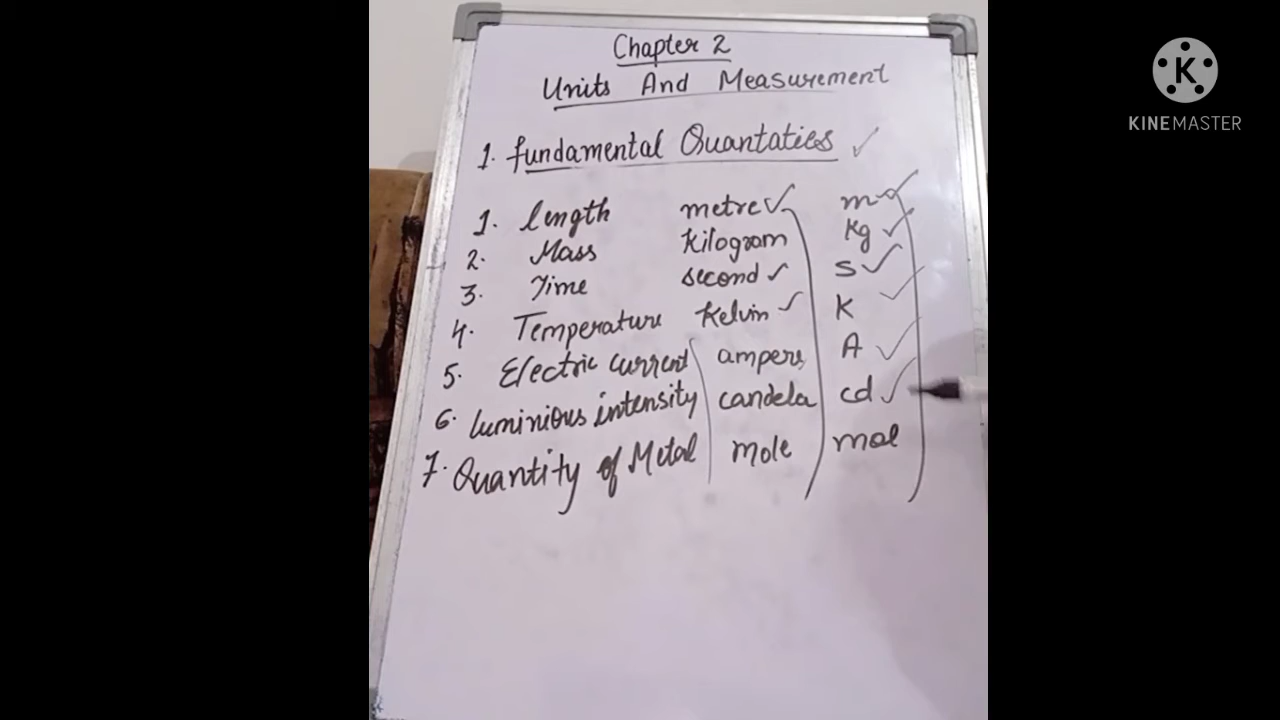 Chapter 2
Units And Measurement
1. fundamental Quantaties
1. length metre m
2. Mass Kilogram Kg
3. Time second S
4. Temperature Kelvin K
5. Electric current ampere A
6. luminious intensity candela cd
7. Quantity of Metal mole mol
K
KINEMASTER